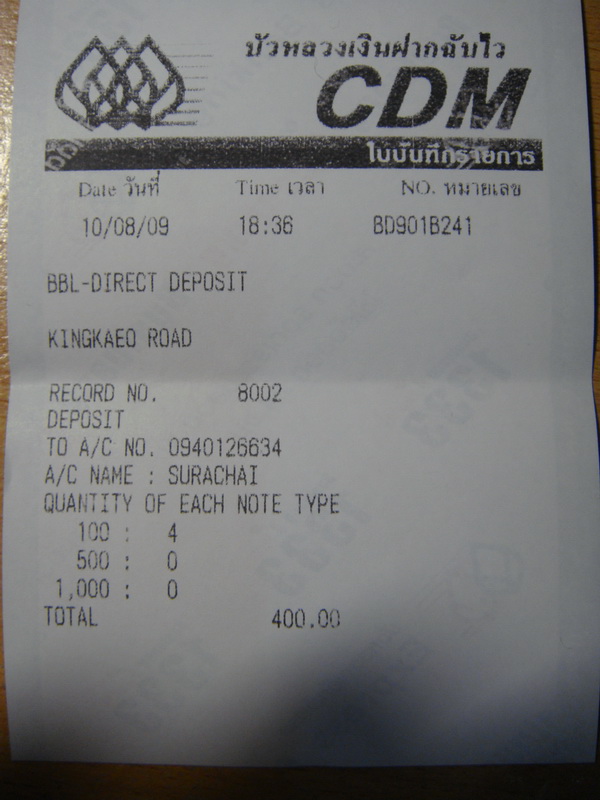 บัวหลวงเงินฝากฉับไว
CDM
ใบบันทึกรายการ
Date วันที่ Time เวลา NO. หมายเลข
10/08/09 18:36 BD901B241
BBL-DIRECT DEPOSIT
KINGKAEO ROAD
RECORD NO. 8002
DEPOSIT
TO A/C NO. 0940126634
A/C NAME : SURACHAI
QUANTITY OF EACH NOTE TYPE
100 : 4
500 : 0
1,000 : 0
TOTAL 400.00